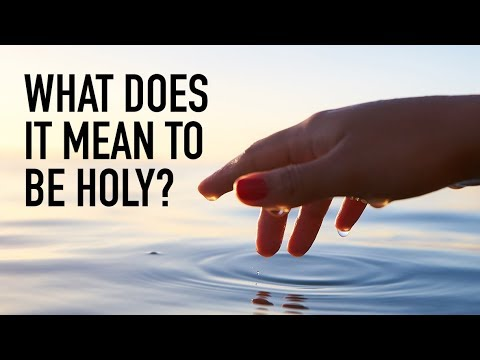 WHAT DOES
IT MEAN TO
BE HOLY?